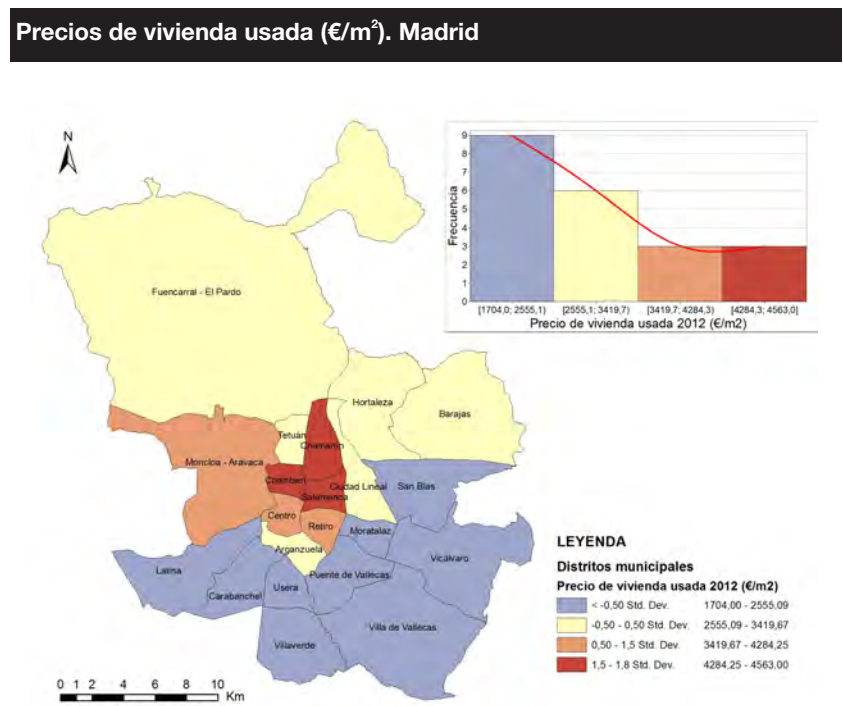 Precios de vivienda usada (€/m²). Madrid
N
Frecuencia
9
8
7
6
5
4
3
2
1
0
[1704,0; 2555,1) [2555,1; 3419,7) [3419,7; 4284,3) [4284,3; 4563,0]
Precio de vivienda usada 2012 (€/m2)
Fuencarral - El Pardo
Hortaleza
Barajas
Tetuán
Chamartín
Moncloa - Aravaca
Chamberí
Ciudad Lineal
San Blas
Salamanca
Centro
Retiro
Moratalaz
Arganzuela
Vicálvaro
Latina
Puente de Vallecas
Usera
Carabanchel
Villa de Vallecas
Villaverde
LEYENDA
Distritos municipales
Precio de vivienda usada 2012 (€/m2)
< -0,50 Std. Dev. 1704,00 - 2555,09
-0,50 - 0,50 Std. Dev. 2555,09 - 3419,67
0,50 - 1,5 Std. Dev. 3419,67 - 4284,25
1,5 - 1,8 Std. Dev. 4284,25 - 4563,00
0 1 2 4 6 8 10
Km